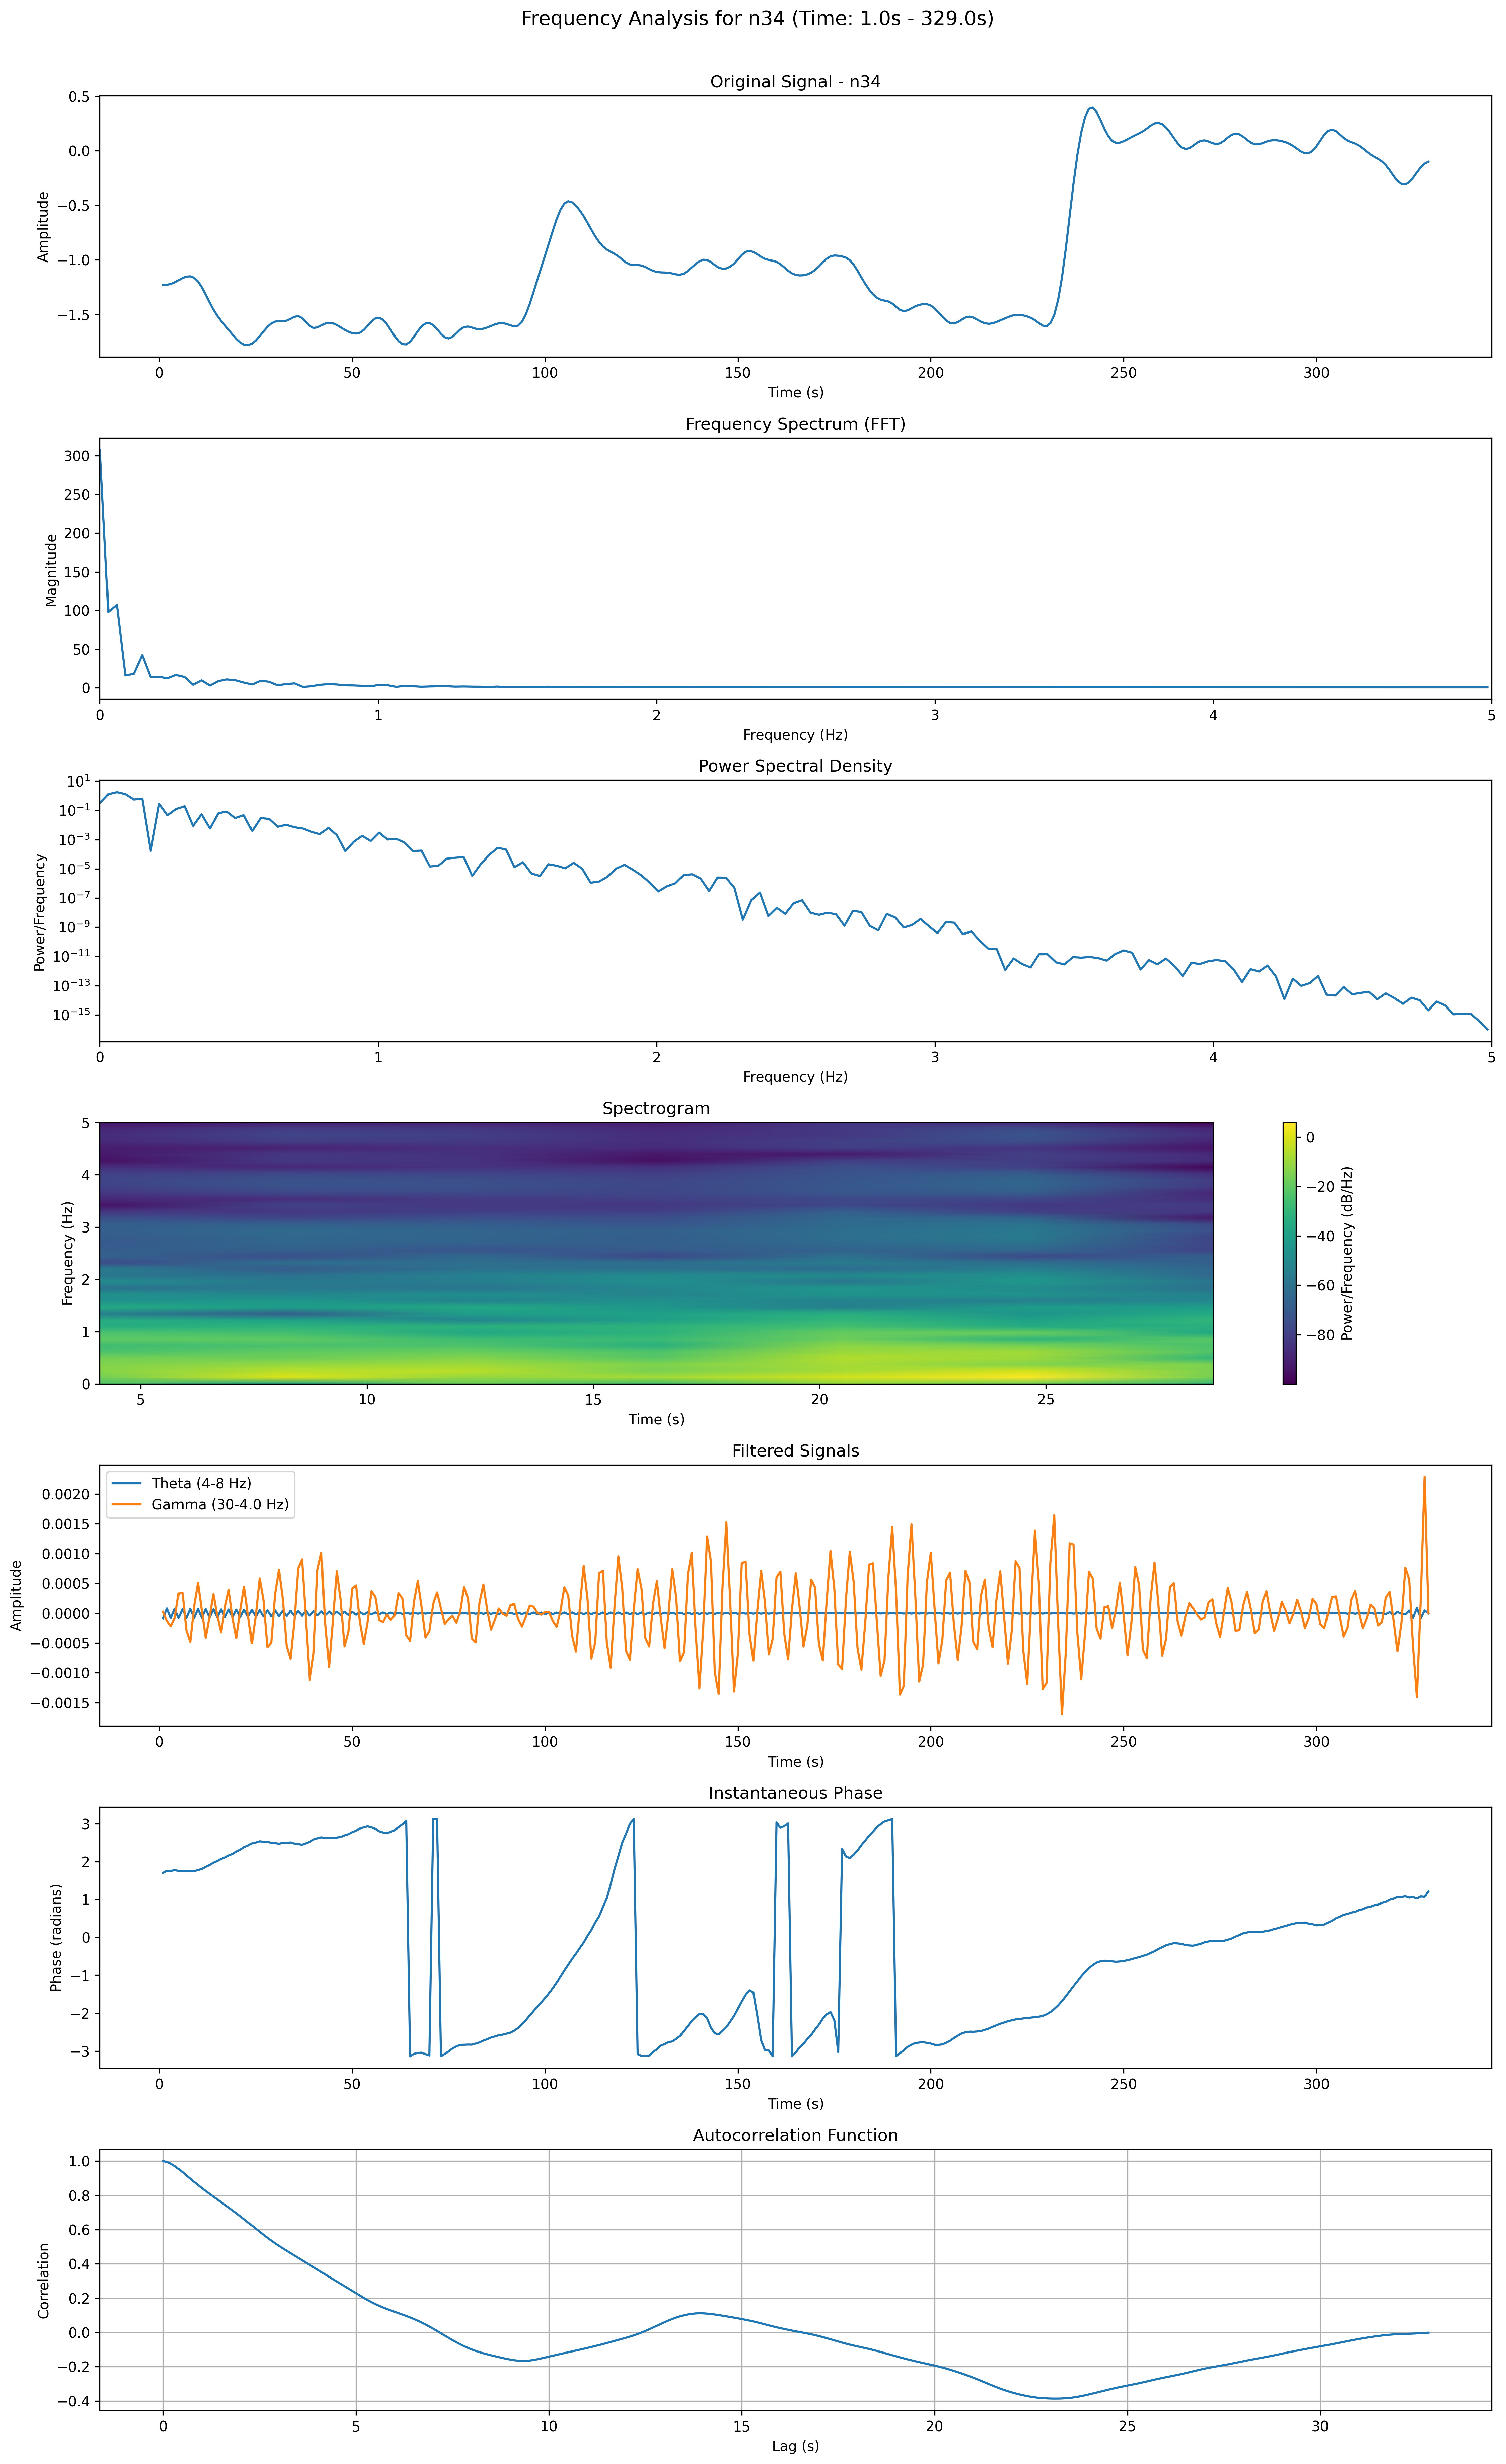 Frequency Analysis for n34 (Time: 1.0s - 329.0s)
Original Signal - n34
Amplitude
0.5
0.0
−0.5
−1.0
−1.5
0 50 100 150 200 250 300
Time (s)
Frequency Spectrum (FFT)
Magnitude
300
250
200
150
100
50
0
0 1 2 3 4 5
Frequency (Hz)
Power Spectral Density
Power/Frequency
10¹
10⁻¹
10⁻³
10⁻⁵
10⁻⁷
10⁻⁹
10⁻¹¹
10⁻¹³
10⁻¹⁵
0 1 2 3 4 5
Frequency (Hz)
Spectrogram
Frequency (Hz)
5
4
3
2
1
0
5 10 15 20 25
Time (s)
0
−20
−40
−60
−80
Power/Frequency (dB/Hz)
Filtered Signals
Theta (4-8 Hz)
Gamma (30-4.0 Hz)
Amplitude
0.0020
0.0015
0.0010
0.0005
0.0000
−0.0005
−0.0010
−0.0015
0 50 100 150 200 250 300
Time (s)
Instantaneous Phase
Phase (radians)
3
2
1
0
−1
−2
−3
0 50 100 150 200 250 300
Time (s)
Autocorrelation Function
Correlation
1.0
0.8
0.6
0.4
0.2
0.0
−0.2
−0.4
0 5 10 15 20 25 30
Lag (s)